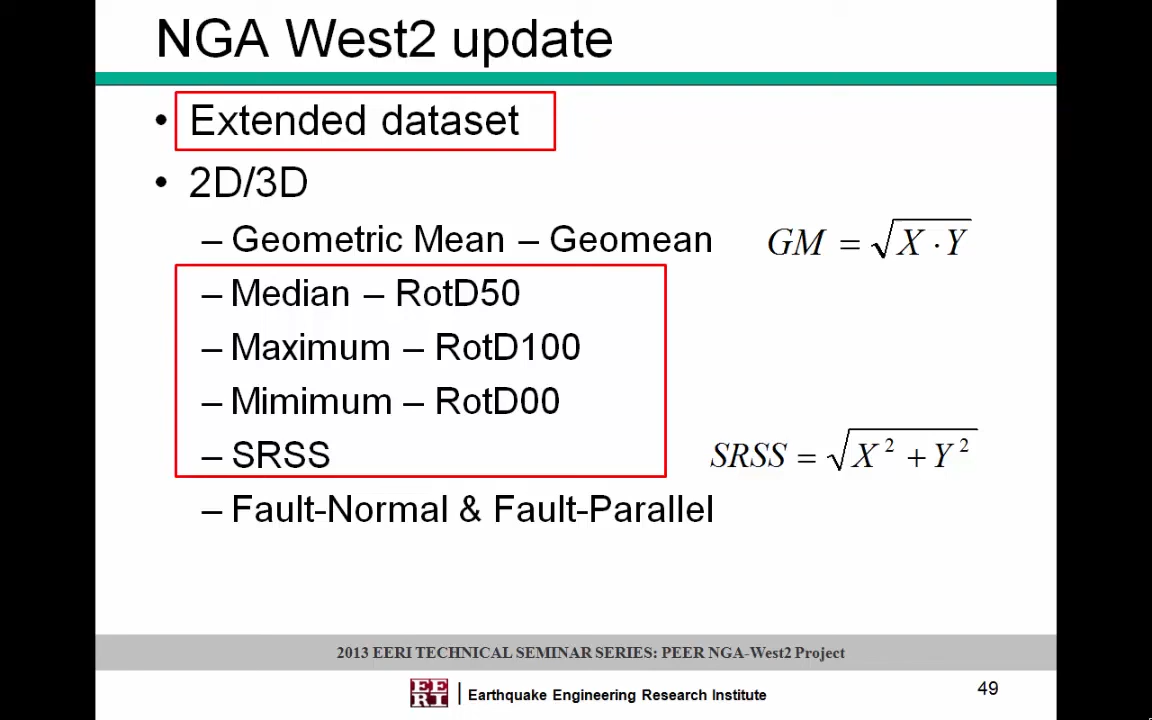 NGA West2 update
• Extended dataset
• 2D/3D
– Geometric Mean – Geomean GM = √X · Y
– Median – RotD50
– Maximum – RotD100
– Mimimum – RotD00
– SRSS SRSS = √X² + Y²
– Fault-Normal & Fault-Parallel
2013 EERI TECHNICAL SEMINAR SERIES: PEER NGA-West2 Project
EE
RI
Earthquake Engineering Research Institute
49